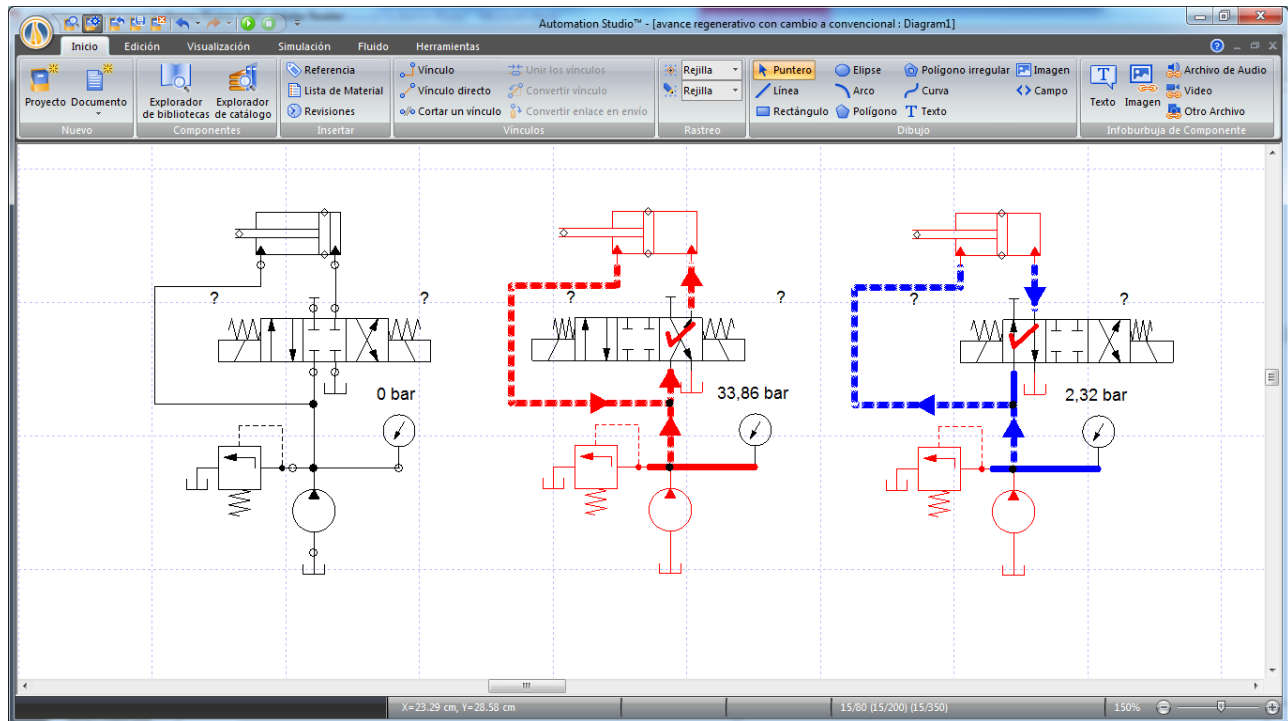 Automation Studio™ - [avance regenerativo con cambio a convencional : Diagram1]
Inicio Edición Visualización Simulación Fluido Herramientas
Proyecto Documento
Nuevo
Explorador de bibliotecas
Explorador de catálogo
Componentes
Referencia
Lista de Material
Revisiones
Insertar
Vínculo
Vínculo directo
Cortar un vínculo
Unir los vínculos
Convertir vínculo
Convertir enlace en envío
Vínculos
Rejilla
Rejilla
Rastreo
Puntero
Línea
Rectángulo
Elipse
Arco
Polígono
Polígono irregular
Curva
Texto
Imagen
Campo
Dibujo
Texto Imagen
Archivo de Audio
Video
Otro Archivo
Infoburbuja de Componente
? ? ? ? ? ?
0 bar 33,86 bar 2,32 bar
X=23.29 cm, Y=28.58 cm 15/80 (15/200) (15/350) 150%